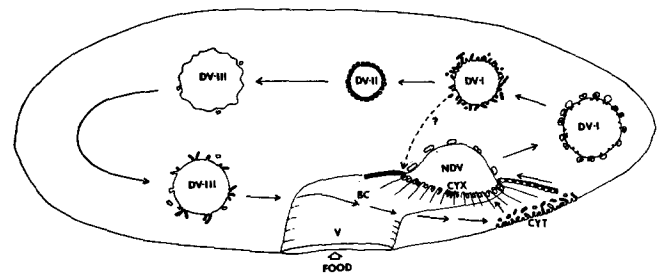 DV-III
DV-II
DV-I
DV-I
?
NDV
CYX
DV-III
BC
V
CYT
FOOD